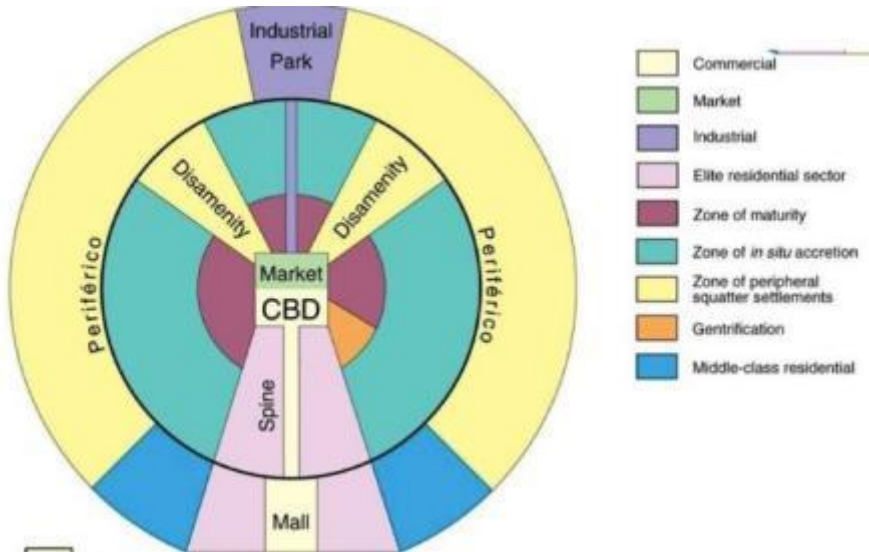 Industrial
Park
Disamenity
Disamenity
Periférico
Periférico
Market
CBD
Spine
Mall
Commercial
Market
Industrial
Elite residential sector
Zone of maturity
Zone of in situ accretion
Zone of peripheral
squatter settlements
Gentrification
Middle-class residential